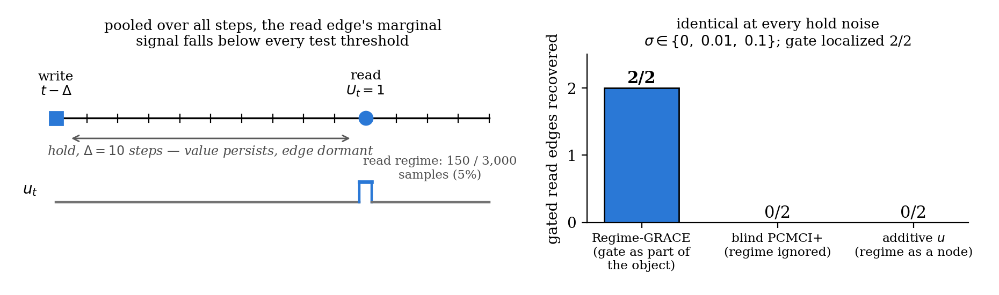 pooled over all steps, the read edge's marginal
signal falls below every test threshold
write
t − Δ
read
U_t = 1
hold, Δ = 10 steps — value persists, edge dormant
read regime: 150 / 3,000
samples (5%)
u_t
identical at every hold noise
σ ∈ {0, 0.01, 0.1}; gate localized 2/2
gated read edges recovered
2
1
0
2/2
0/2
0/2
Regime-GRACE
(gate as part of
the object)
blind PCMCI+
(regime ignored)
additive u
(regime as a node)